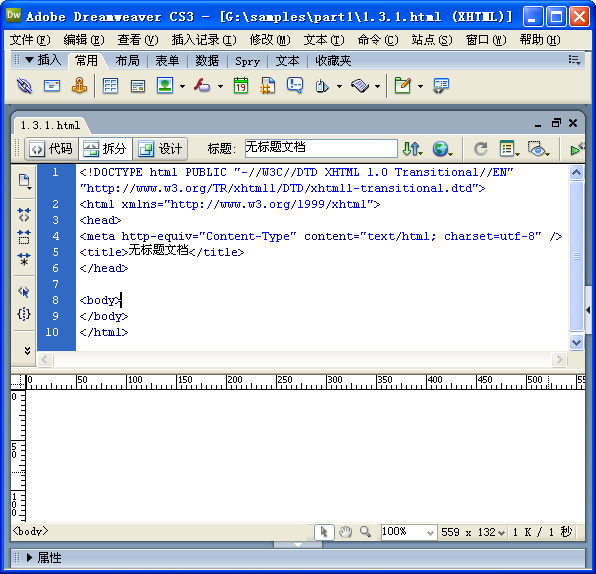 Adobe Dreamweaver CS3 - [G:\samples\part1\1.3.1.html (XHTML)]
文件(F) 编辑(E) 查看(V) 插入记录(I) 修改(M) 文本(T) 命令(C) 站点(S) 窗口(W) 帮助(H)
▼ 插入 常用 布局 表单 数据 Spry 文本 收藏夹
19
1.3.1.html
代码 拆分 设计 标题: 无标题文档
1 <!DOCTYPE html PUBLIC "-//W3C//DTD XHTML 1.0 Transitional//EN"
"http://www.w3.org/TR/xhtml1/DTD/xhtml1-transitional.dtd">
2 <html xmlns="http://www.w3.org/1999/xhtml">
3 <head>
4 <meta http-equiv="Content-Type" content="text/html; charset=utf-8" />
5 <title>无标题文档</title>
6 </head>
7
8 <body>
9 </body>
10 </html>
0 50 100 150 200 250 300 350 400 450 500 55
0
50
100
<body> 100% 559 x 132 1 K / 1 秒
属性